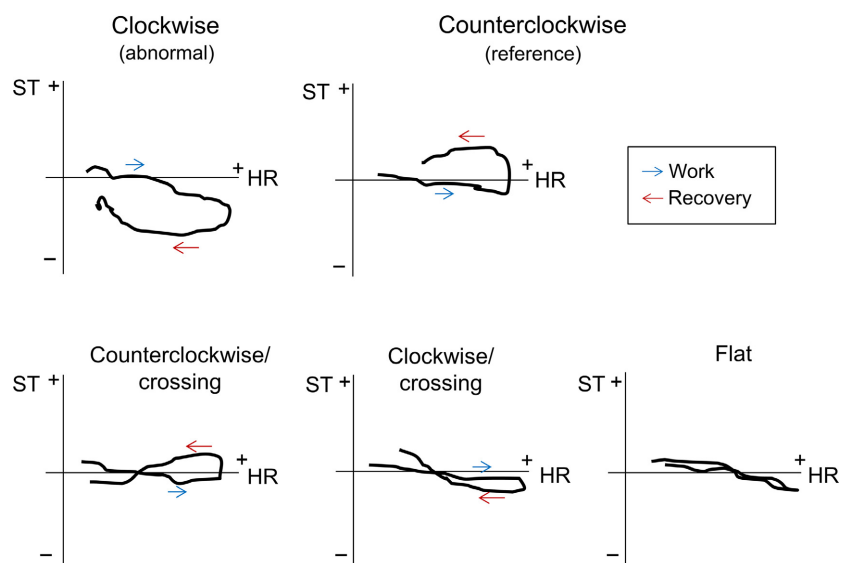 Clockwise
(abnormal)
ST +
+
HR
–
Counterclockwise
(reference)
ST +
+
HR
–
Work
Recovery
Counterclockwise/
crossing
ST +
+
HR
–
Clockwise/
crossing
ST +
+
HR
–
Flat
ST +
+
HR
–